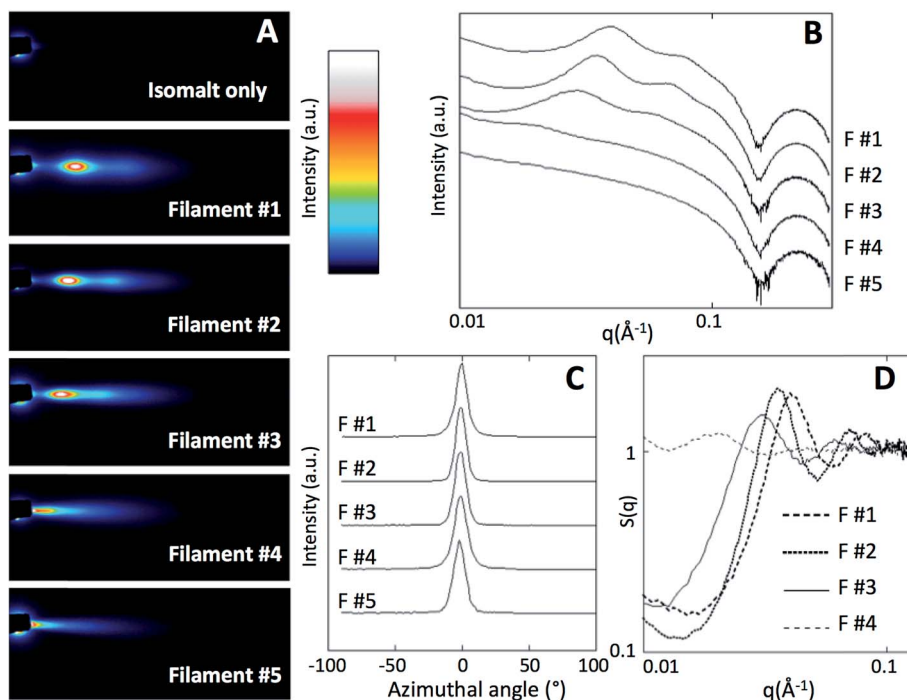 A
Isomalt only
Filament #1
Filament #2
Filament #3
Filament #4
Filament #5
Intensity (a.u.)
B
Intensity (a.u.)
F #1
F #2
F #3
F #4
F #5
0.01
0.1
q(Å⁻¹)
C
Intensity (a.u.)
F #1
F #2
F #3
F #4
F #5
-100
-50
0
50
100
Azimuthal angle (°)
D
S(q)
1
0.1
F #1
F #2
F #3
F #4
0.01
0.1
q(Å⁻¹)